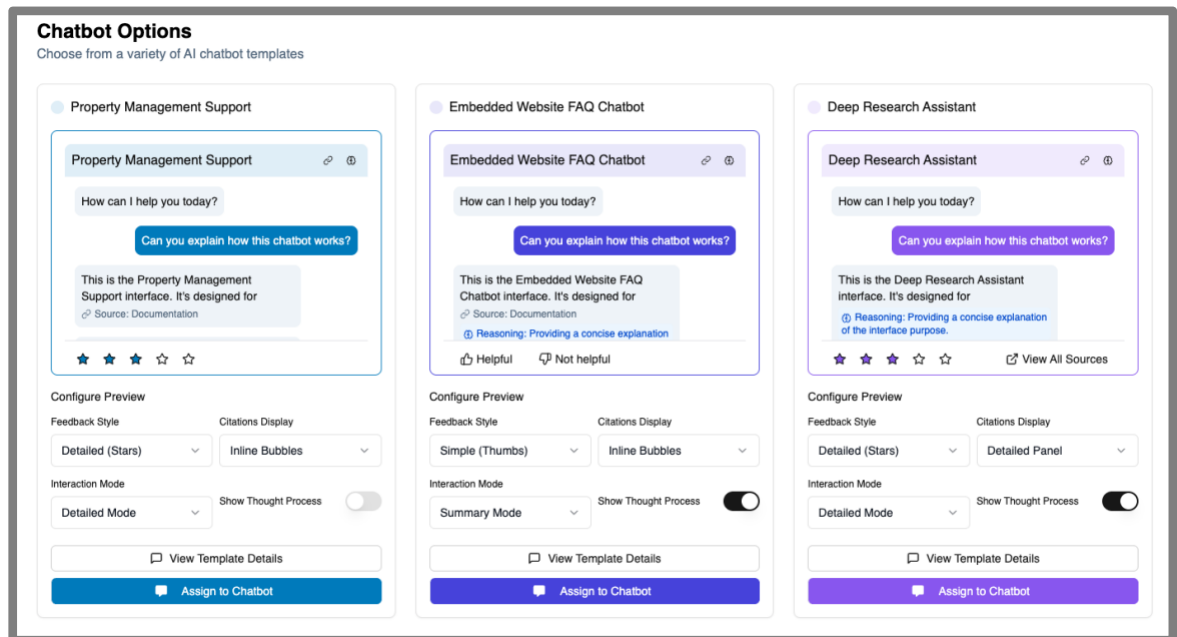 Chatbot Options
Choose from a variety of AI chatbot templates
Property Management Support
Property Management Support
How can I help you today?
Can you explain how this chatbot works?
This is the Property Management
Support interface. It's designed for
Source: Documentation
Configure Preview
Feedback Style
Citations Display
Detailed (Stars)
Inline Bubbles
Interaction Mode
Show Thought Process
Detailed Mode
View Template Details
Assign to Chatbot
Embedded Website FAQ Chatbot
Embedded Website FAQ Chatbot
How can I help you today?
Can you explain how this chatbot works?
This is the Embedded Website FAQ
Chatbot interface. It's designed for
Source: Documentation
Reasoning: Providing a concise explanation
Helpful
Not helpful
Configure Preview
Feedback Style
Citations Display
Simple (Thumbs)
Inline Bubbles
Interaction Mode
Show Thought Process
Summary Mode
View Template Details
Assign to Chatbot
Deep Research Assistant
Deep Research Assistant
How can I help you today?
Can you explain how this chatbot works?
This is the Deep Research Assistant
interface. It's designed for
Reasoning: Providing a concise explanation
of the interface purpose.
View All Sources
Configure Preview
Feedback Style
Citations Display
Detailed (Stars)
Detailed Panel
Interaction Mode
Show Thought Process
Detailed Mode
View Template Details
Assign to Chatbot